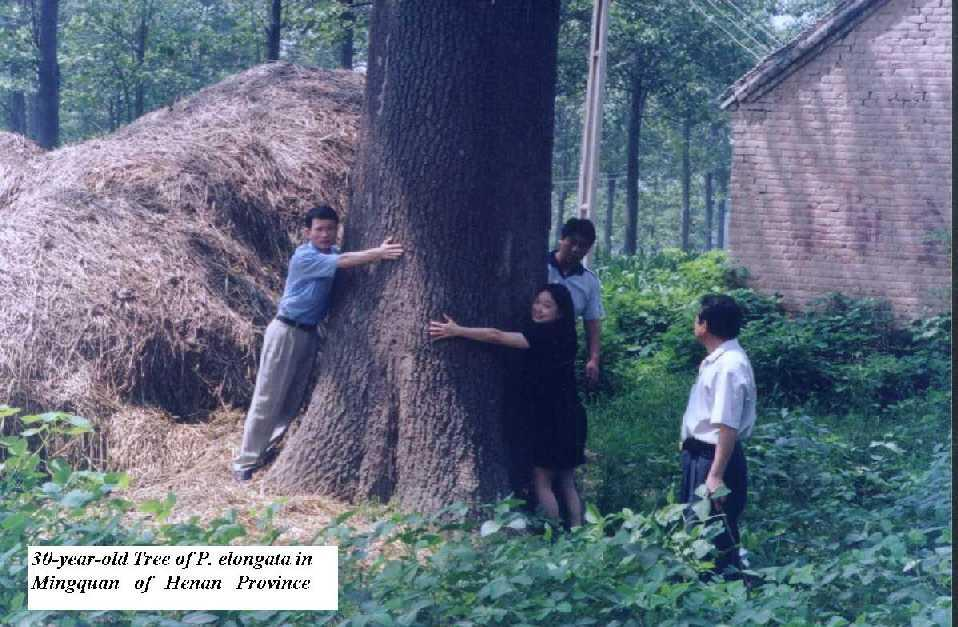 30-year-old Tree of P. elongata in
Mingquan of Henan Province